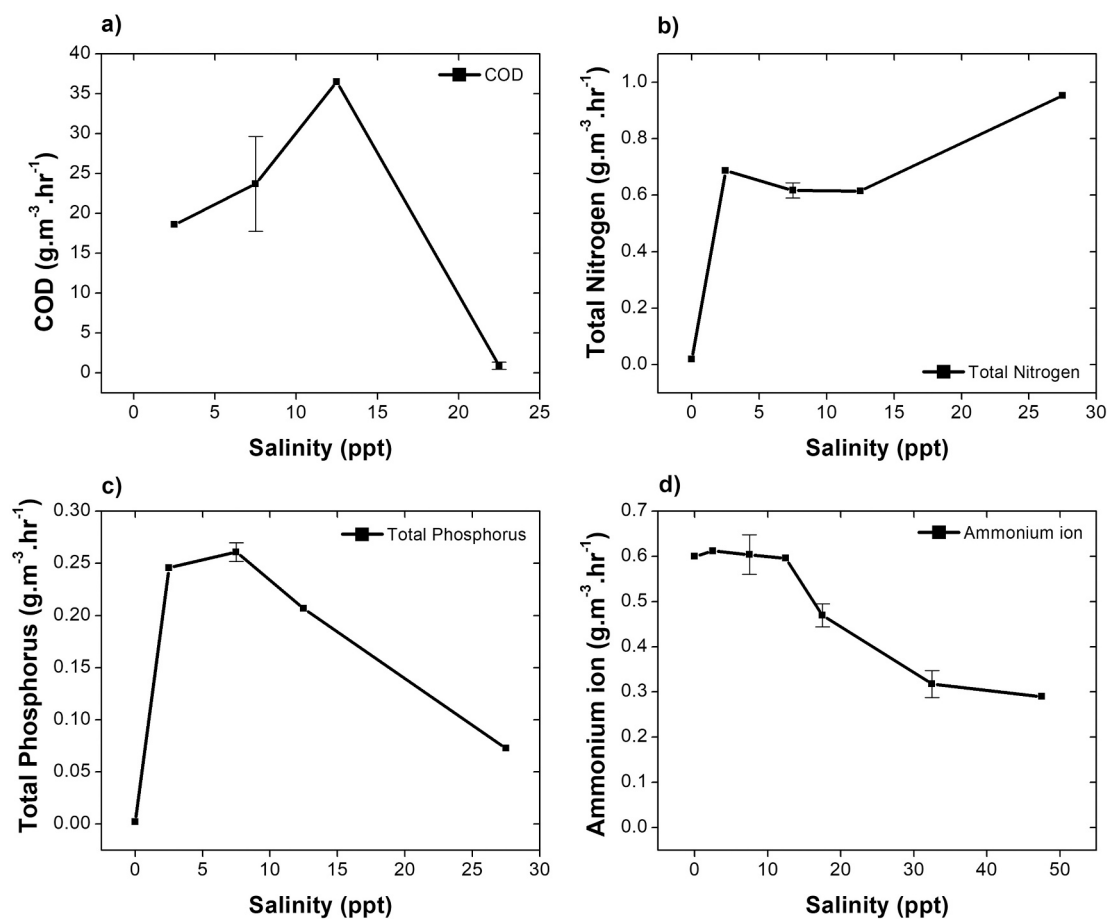 a)
COD (g.m⁻³.hr⁻¹)
40
35
30
25
20
15
10
5
0
COD
0 5 10 15 20 25
Salinity (ppt)
b)
Total Nitrogen (g.m⁻³.hr⁻¹)
1.0
0.8
0.6
0.4
0.2
0.0
Total Nitrogen
0 5 10 15 20 25 30
Salinity (ppt)
c)
Total Phosphorus (g.m⁻³.hr⁻¹)
0.30
0.25
0.20
0.15
0.10
0.05
0.00
Total Phosphorus
0 5 10 15 20 25 30
Salinity (ppt)
d)
Ammonium ion (g.m⁻³.hr⁻¹)
0.7
0.6
0.5
0.4
0.3
0.2
0.1
0.0
Ammonium ion
0 10 20 30 40 50
Salinity (ppt)